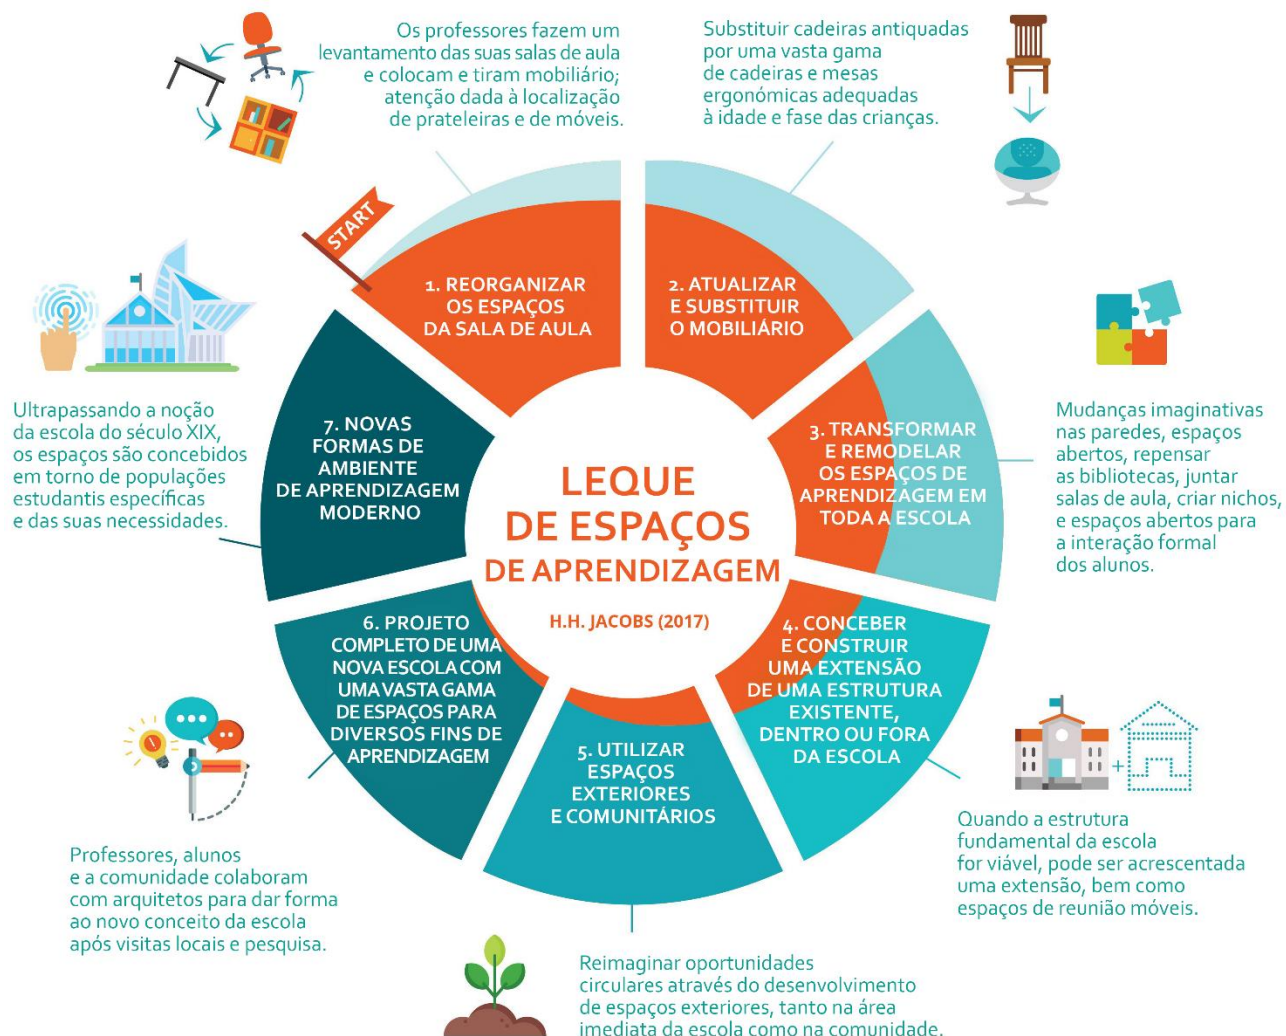 Os professores fazem um
levantamento das suas salas de aula
e colocam e tiram mobiliário;
atenção dada à localização
de prateleiras e de móveis.
Substituir cadeiras antiquadas
por uma vasta gama
de cadeiras e mesas
ergonómicas adequadas
à idade e fase das crianças.
START
1. REORGANIZAR
OS ESPAÇOS
DA SALA DE AULA
2. ATUALIZAR
E SUBSTITUIR
O MOBILIÁRIO
3. TRANSFORMAR
E REMODELAR
OS ESPAÇOS DE
APRENDIZAGEM EM
TODA A ESCOLA
Mudanças imaginativas
nas paredes, espaços
abertos, repensar
as bibliotecas, juntar
salas de aula, criar nichos,
e espaços abertos para
a interação formal
dos alunos.
LEQUE
DE ESPAÇOS
DE APRENDIZAGEM
H.H. JACOBS (2017)
4. CONCEBER
E CONSTRUIR
UMA EXTENSÃO
DE UMA ESTRUTURA
EXISTENTE,
DENTRO OU FORA
DA ESCOLA
Quando a estrutura
fundamental da escola
for viável, pode ser acrescentada
uma extensão, bem como
espaços de reunião móveis.
5. UTILIZAR
ESPAÇOS
EXTERIORES
E COMUNITÁRIOS
Reimaginar oportunidades
circulares através do desenvolvimento
de espaços exteriores, tanto na área
imediata da escola como na comunidade.
6. PROJETO
COMPLETO DE UMA
NOVA ESCOLA COM
UMA VASTA GAMA
DE ESPAÇOS PARA
DIVERSOS FINS DE
APRENDIZAGEM
Professores, alunos
e a comunidade colaboram
com arquitetos para dar forma
ao novo conceito da escola
após visitas locais e pesquisa.
7. NOVAS
FORMAS DE
AMBIENTE
DE APRENDIZAGEM
MODERNO
Ultrapassando a noção
da escola do século XIX,
os espaços são concebidos
em torno de populações
estudantis específicas
e das suas necessidades.